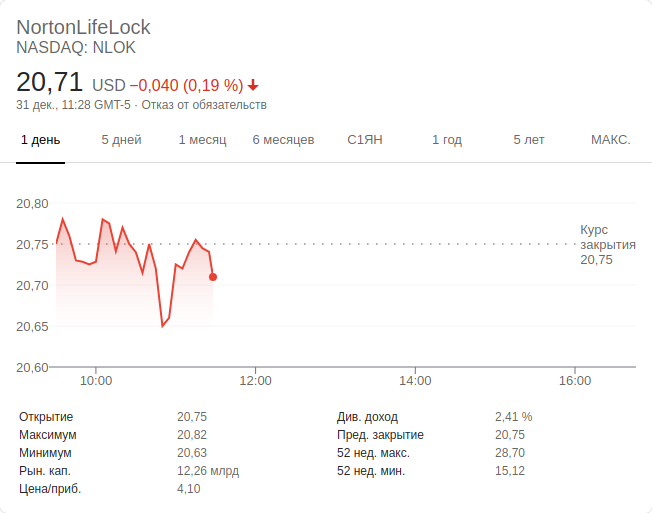 NortonLifeLock
NASDAQ: NLOK
20,71 USD −0,040 (0,19 %)
31 дек., 11:28 GMT-5 · Отказ от обязательств
1 день 5 дней 1 месяц 6 месяцев С1ЯН 1 год 5 лет МАКС.
20,80
Курс
20,75 закрытия
20,75
20,70
20,65
20,60
10:00 12:00 14:00 16:00
Открытие 20,75 Див. доход 2,41 %
Максимум 20,82 Пред. закрытие 20,75
Минимум 20,63 52 нед. макс. 28,70
Рын. кап. 12,26 млрд 52 нед. мин. 15,12
Цена/приб. 4,10